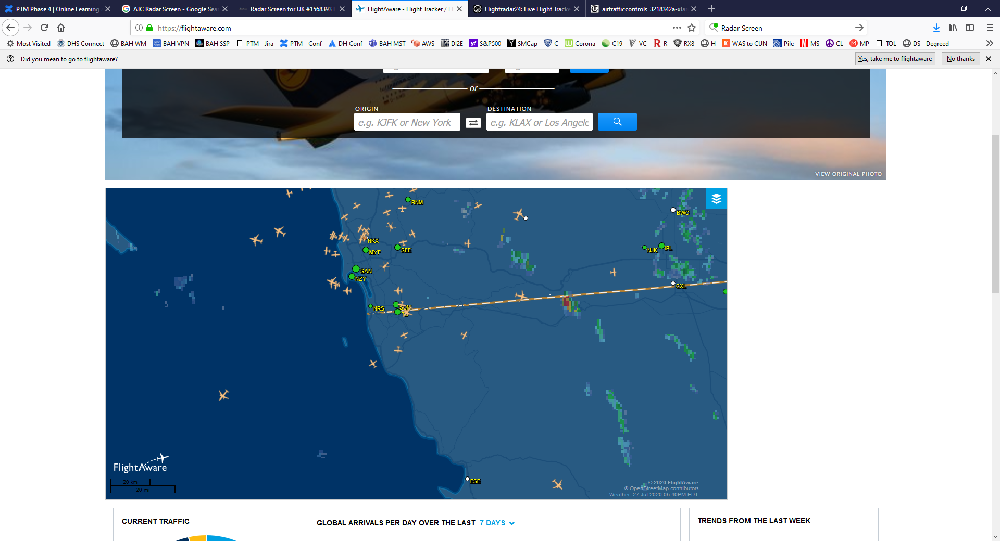 PTM Phase 4 | Online Learning
ATC Radar Screen - Google Sea
Radar Screen for UK #1568393
FlightAware - Flight Tracker / Fl
Flightradar24: Live Flight Tracke
airtrafficcontrols_3218342a-xlar
https://flightaware.com
Radar Screen
Most Visited
DHS Connect
BAH WM
BAH VPN
BAH SSP
PTM - Jira
PTM - Conf
DH Conf
BAH MST
AWS
DI2E
S&P500
SMCap
C
Corona
C19
VC
R
RX8
H
WAS to CUN
Pile
MS
CL
MP
TOL
DS - Degreed
Did you mean to go to flightaware?
Yes, take me to flightaware
No thanks
or
ORIGIN
DESTINATION
e.g. KJFK or New York
e.g. KLAX or Los Angele
VIEW ORIGINAL PHOTO
RNM
BWC
NKX
MYF
SEE
NJK
IPL
SAN
NZY
CXL
NRS
ESE
FlightAware
20 km
20 mi
© 2020 FlightAware
© OpenStreetMap contributors
Weather: 27-Jul-2020 05:40PM EDT
CURRENT TRAFFIC
GLOBAL ARRIVALS PER DAY OVER THE LAST 7 DAYS
TRENDS FROM THE LAST WEEK